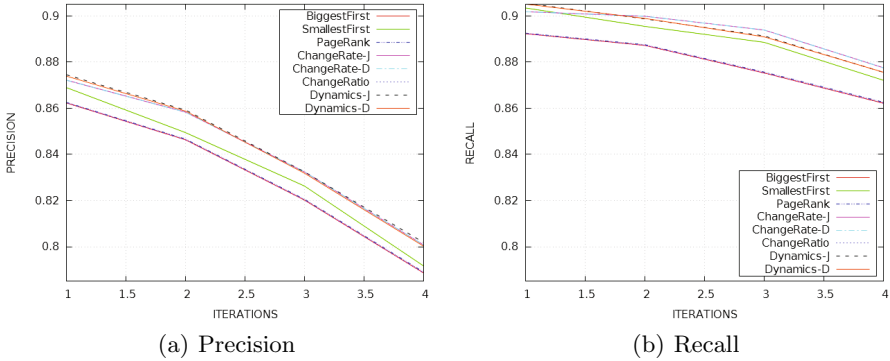 0.9
0.88
0.86
0.84
0.82
0.8
PRECISION
BiggestFirst
SmallestFirst
PageRank
ChangeRate-J
ChangeRate-D
ChangeRatio
Dynamics-J
Dynamics-D
1 1.5 2 2.5 3 3.5 4
ITERATIONS
(a) Precision
0.9
0.88
0.86
0.84
0.82
0.8
RECALL
BiggestFirst
SmallestFirst
PageRank
ChangeRate-J
ChangeRate-D
ChangeRatio
Dynamics-J
Dynamics-D
1 1.5 2 2.5 3 3.5 4
ITERATIONS
(b) Recall